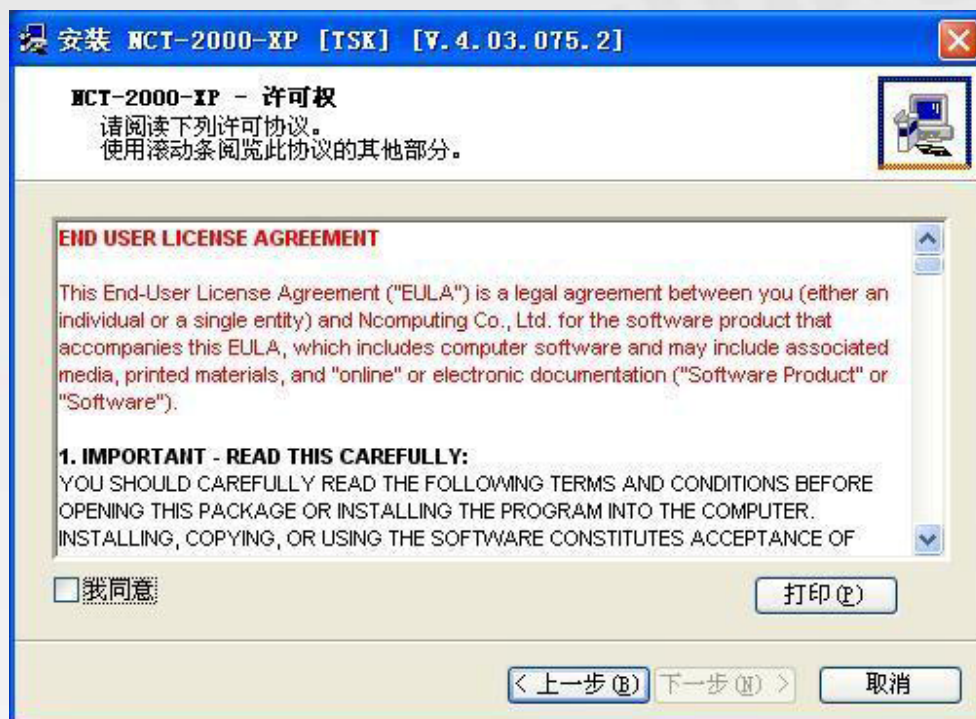 安装 NCT-2000-XP [TSK] [V.4.03.075.2]
NCT-2000-XP - 许可权
请阅读下列许可协议。
使用滚动条阅览此协议的其他部分。
END USER LICENSE AGREEMENT
This End-User License Agreement ("EULA") is a legal agreement between you (either an
individual or a single entity) and Ncomputing Co., Ltd. for the software product that
accompanies this EULA, which includes computer software and may include associated
media, printed materials, and "online" or electronic documentation ("Software Product" or
"Software").
1. IMPORTANT - READ THIS CAREFULLY:
YOU SHOULD CAREFULLY READ THE FOLLOWING TERMS AND CONDITIONS BEFORE
OPENING THIS PACKAGE OR INSTALLING THE PROGRAM INTO THE COMPUTER.
INSTALLING, COPYING, OR USING THE SOFTWARE CONSTITUTES ACCEPTANCE OF
我同意
打印(P)
< 上一步(B)
下一步(N) >
取消